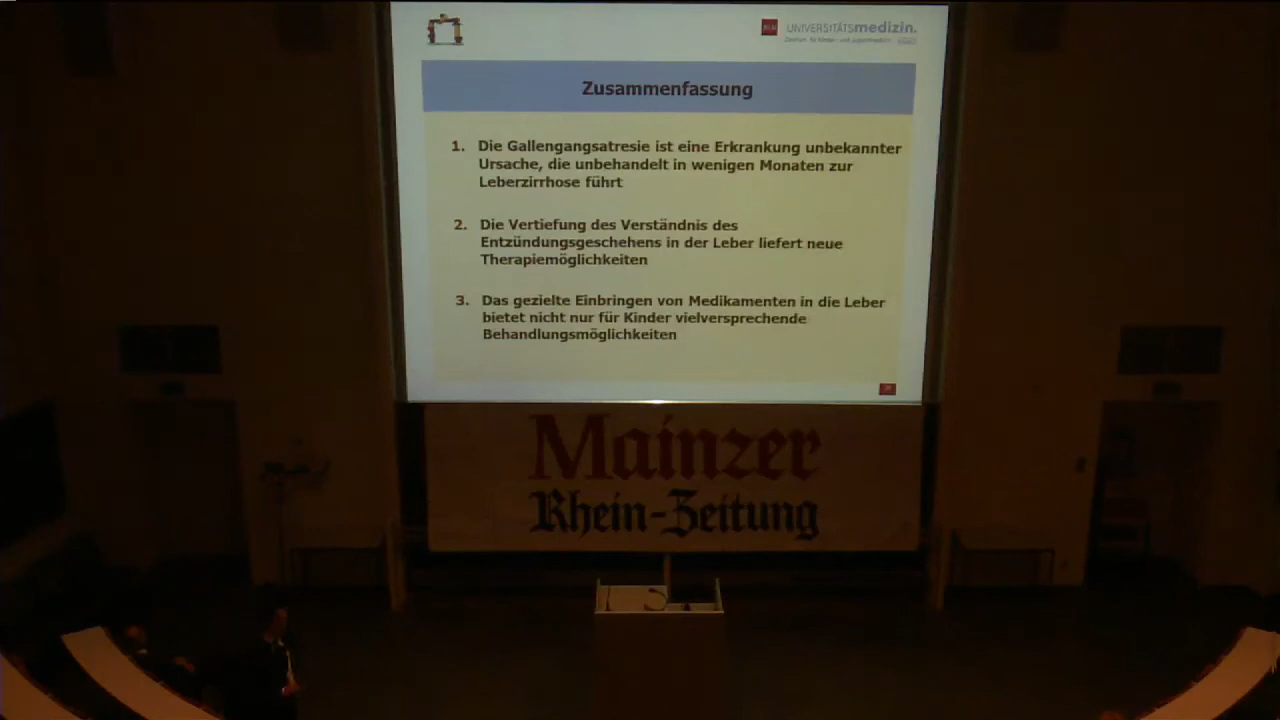 UNIVERSITÄTSmedizin.
Zusammenfassung
1. Die Gallengangsatresie ist eine Erkrankung unbekannter
Ursache, die unbehandelt in wenigen Monaten zur
Leberzirrhose führt
2. Die Vertiefung des Verständnis des
Entzündungsgeschehens in der Leber liefert neue
Therapiemöglichkeiten
3. Das gezielte Einbringen von Medikamenten in die Leber
bietet nicht nur für Kinder vielversprechende
Behandlungsmöglichkeiten
Mainzer
Rhein-Zeitung